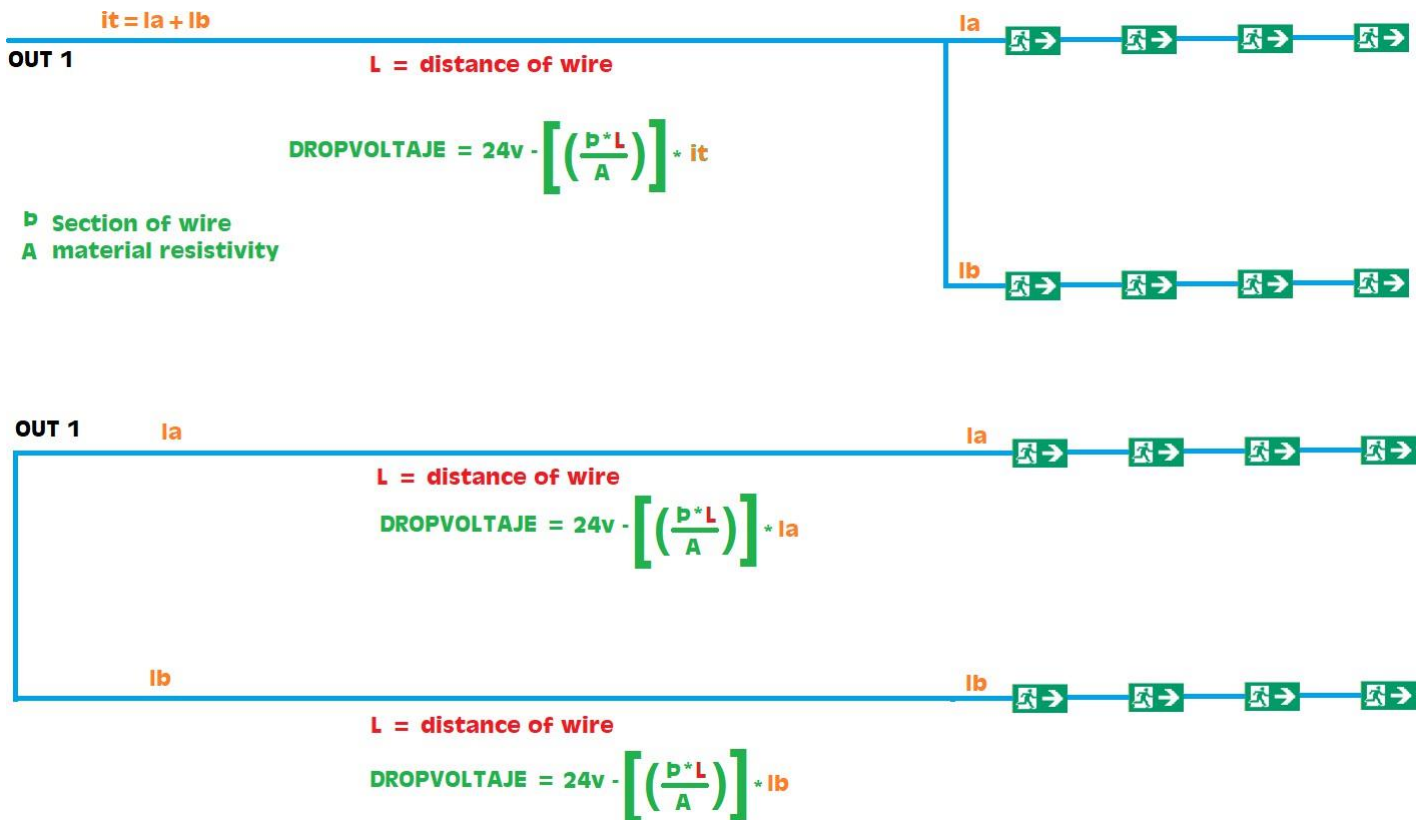 it = Ia + Ib
Ia
OUT 1
L = distance of wire
DROPVOLTAJE = 24v - [(Þ*L/A)] * it
Þ Section of wire
A material resistivity
Ib
OUT 1
Ia
Ia
L = distance of wire
DROPVOLTAJE = 24v - [(Þ*L/A)] * Ia
Ib
Ib
L = distance of wire
DROPVOLTAJE = 24v - [(Þ*L/A)] * Ib